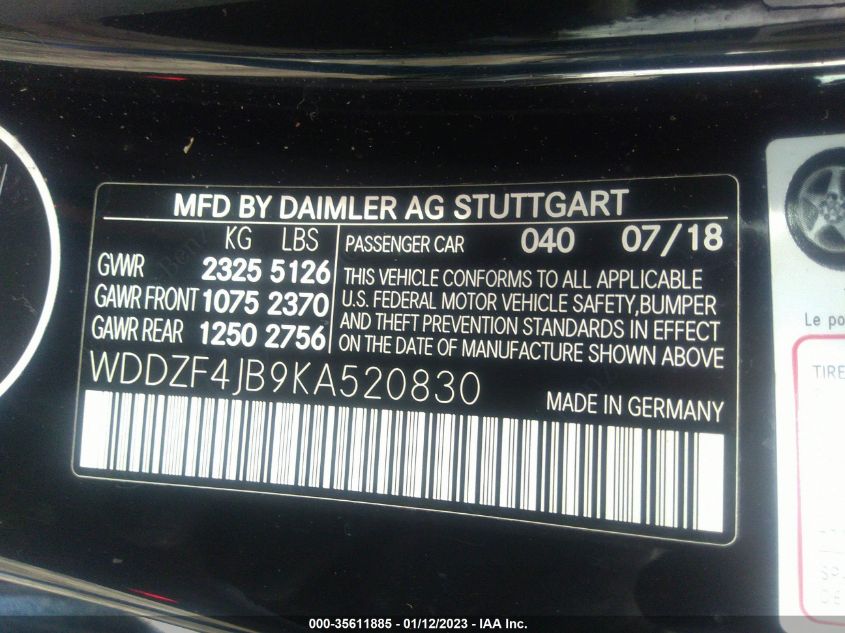 MFD BY DAIMLER AG STUTTGART
KG LBS
GVWR 2325 5126
GAWR FRONT 1075 2370
GAWR REAR 1250 2756
PASSENGER CAR 040 07/18
THIS VEHICLE CONFORMS TO ALL APPLICABLE
U.S. FEDERAL MOTOR VEHICLE SAFETY,BUMPER
AND THEFT PREVENTION STANDARDS IN EFFECT
ON THE DATE OF MANUFACTURE SHOWN ABOVE
WDDZF4JB9KA520830
MADE IN GERMANY
Le po
TIRE
000-35611885 - 01/12/2023 - IAA Inc.